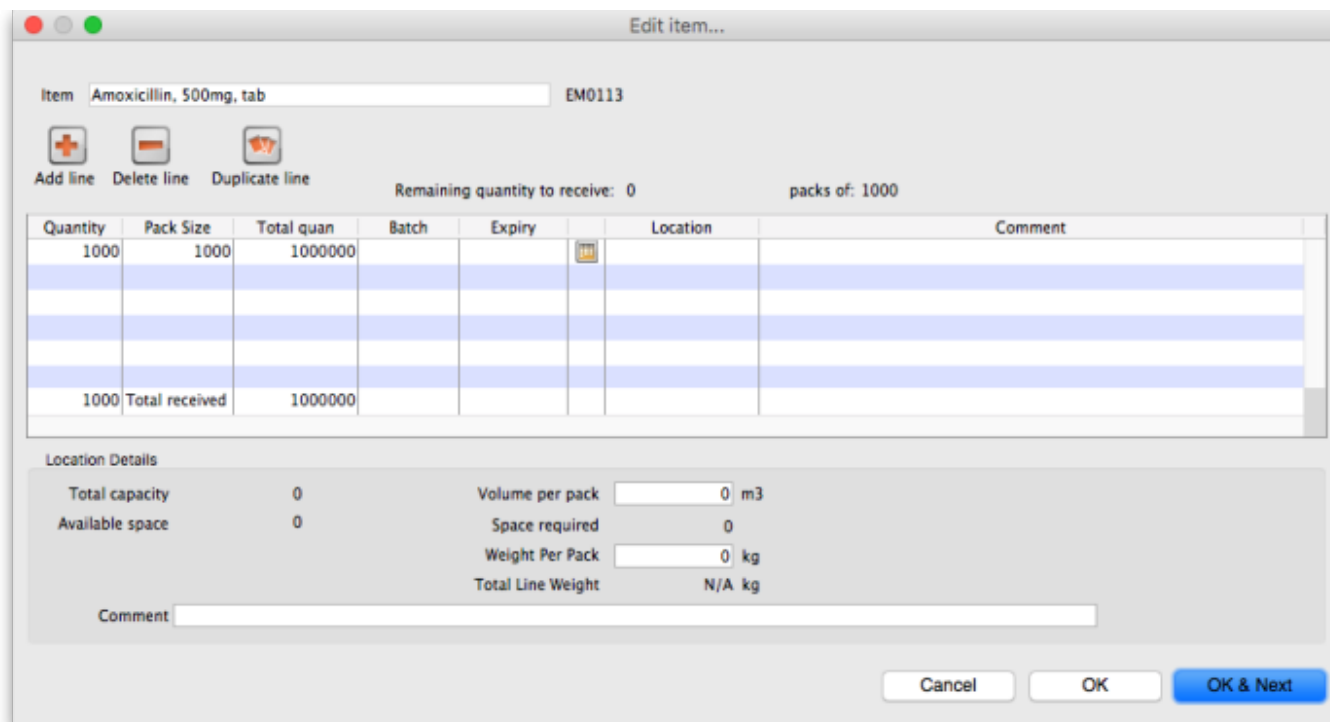 Edit item...
Item Amoxicillin, 500mg, tab EM0113
Add line Delete line Duplicate line
Remaining quantity to receive: 0 packs of: 1000
Quantity Pack Size Total quan Batch Expiry Location Comment
1000 1000 1000000
1000 Total received 1000000
Location Details
Total capacity 0 Volume per pack 0 m3
Available space 0 Space required 0
Weight Per Pack 0 kg
Total Line Weight N/A kg
Comment
Cancel OK OK & Next